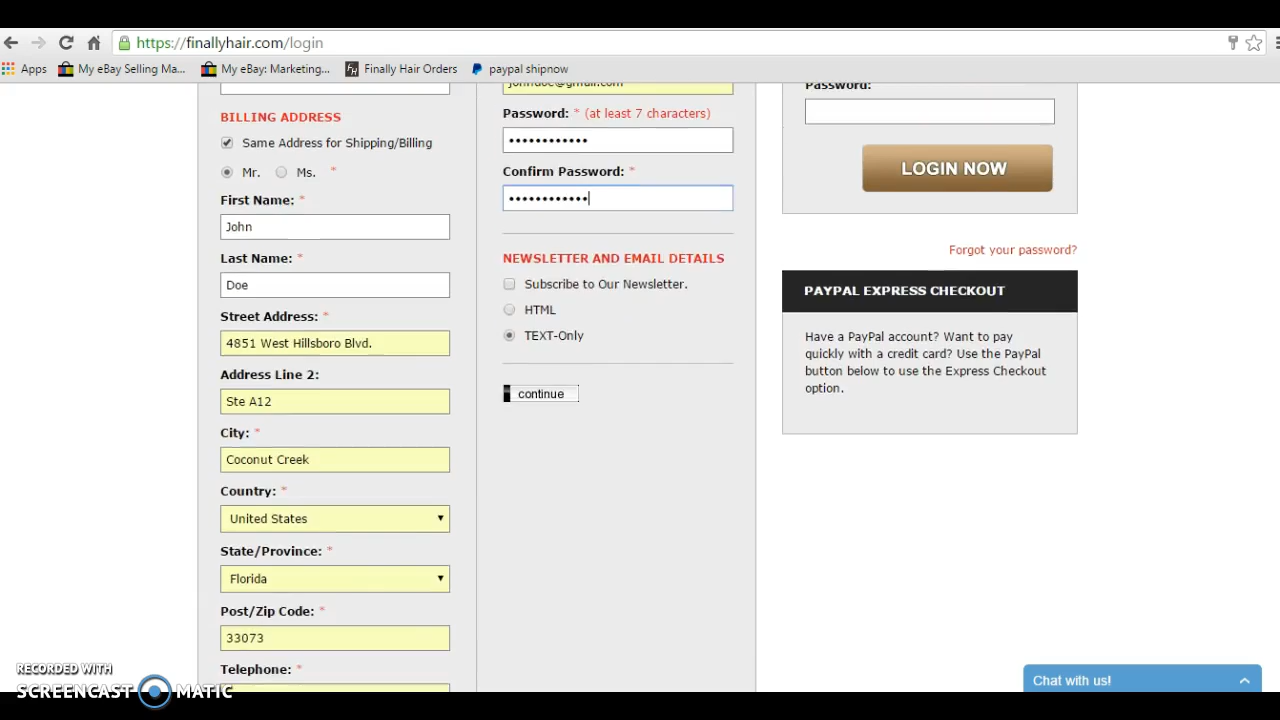 https://finallyhair.com/login
Apps
My eBay Selling Ma...
My eBay: Marketing...
FH
Finally Hair Orders
paypal shipnow
BILLING ADDRESS
Same Address for Shipping/Billing
Mr.
Ms. *
First Name: *
John
Last Name: *
Doe
Street Address: *
4851 West Hillsboro Blvd.
Address Line 2:
Ste A12
City: *
Coconut Creek
Country: *
United States
State/Province: *
Florida
Post/Zip Code: *
33073
Telephone: *
johndoe@gmail.com
Password: * (at least 7 characters)
••••••••••••
Confirm Password: *
••••••••••••
NEWSLETTER AND EMAIL DETAILS
Subscribe to Our Newsletter.
HTML
TEXT-Only
continue
Password:
LOGIN NOW
Forgot your password?
PAYPAL EXPRESS CHECKOUT
Have a PayPal account? Want to pay
quickly with a credit card? Use the PayPal
button below to use the Express Checkout
option.
RECORDED WITH
SCREENCAST MATIC
Chat with us!